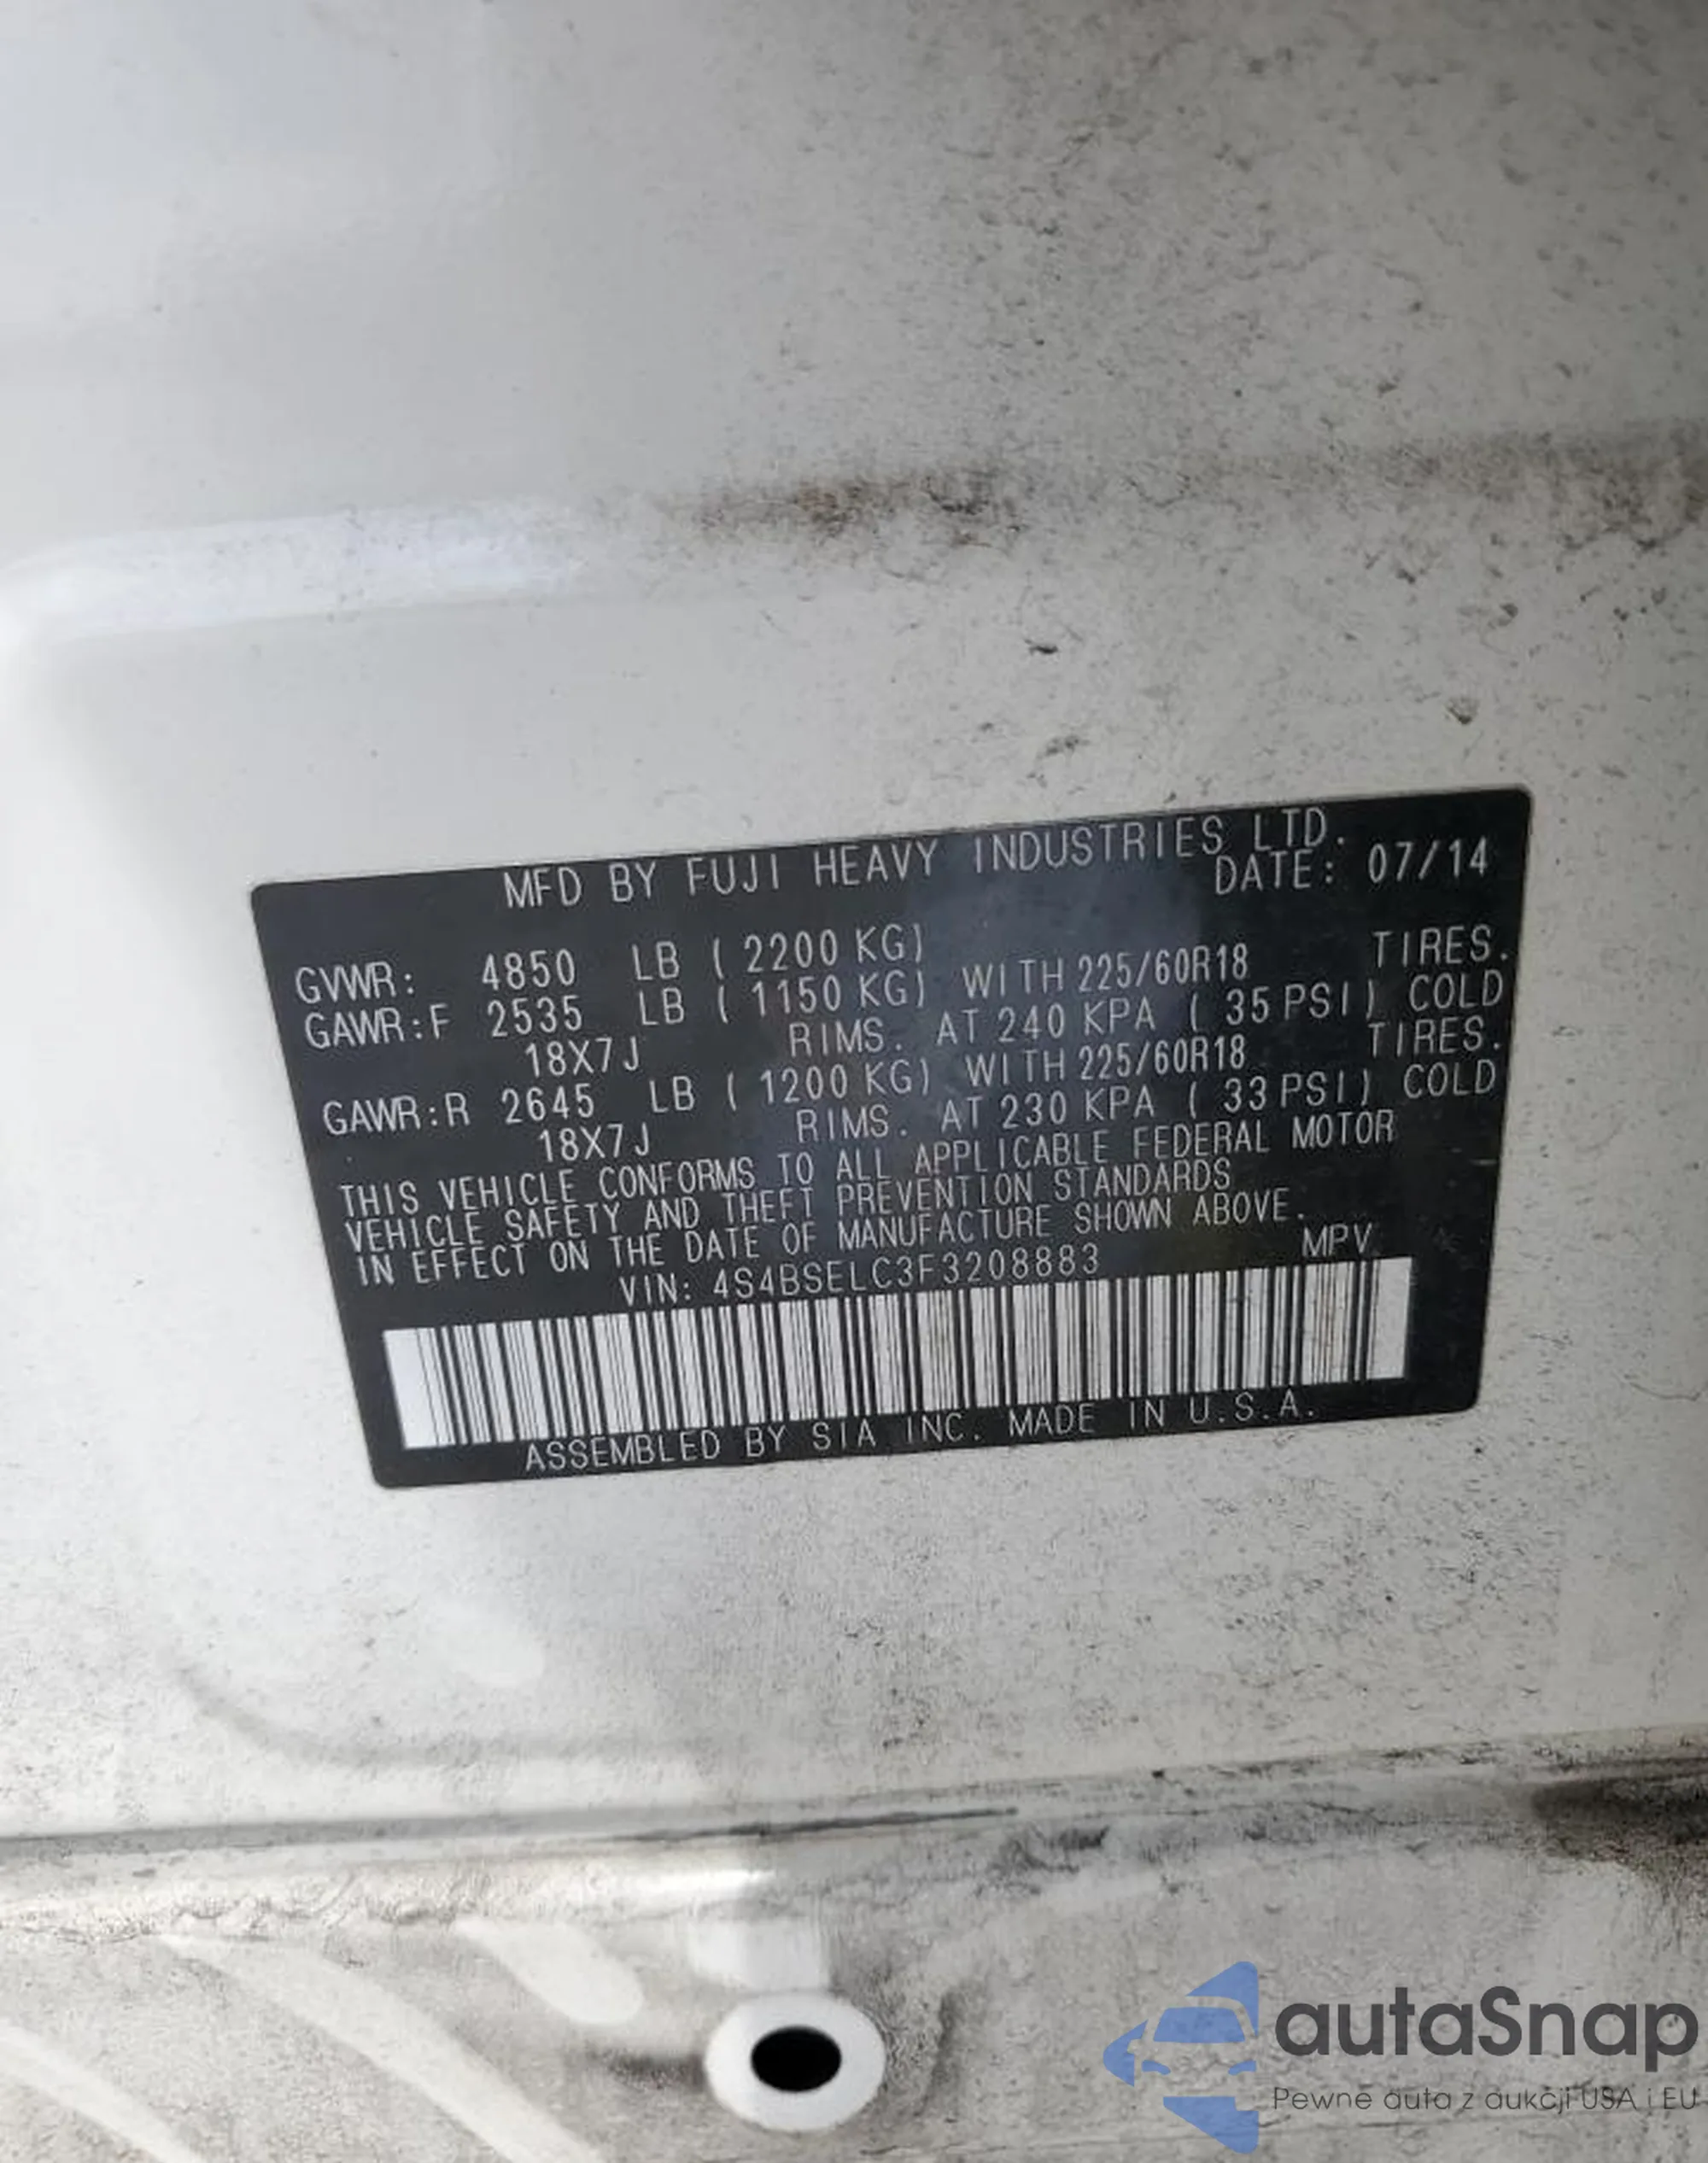 MFD BY FUJI HEAVY INDUSTRIES LTD.
DATE: 07/14
GVWR: 4850 LB ( 2200 KG)
GAWR:F 2535 LB ( 1150 KG) WITH 225/60R18 TIRES.
18X7J RIMS. AT 240 KPA ( 35 PSI) COLD
GAWR:R 2645 LB ( 1200 KG) WITH 225/60R18 TIRES.
18X7J RIMS. AT 230 KPA ( 33 PSI) COLD
THIS VEHICLE CONFORMS TO ALL APPLICABLE FEDERAL MOTOR
VEHICLE SAFETY AND THEFT PREVENTION STANDARDS
IN EFFECT ON THE DATE OF MANUFACTURE SHOWN ABOVE.
VIN: 4S4BSELC3F3208883 MPV
ASSEMBLED BY SIA INC. MADE IN U.S.A.
autaSnap
Pewne auta z aukcji USA i EU